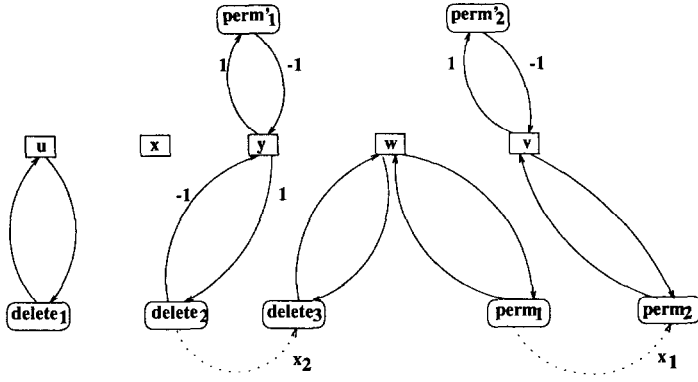 perm'1 perm'2
1 -1 1 -1
u x y w v
-1 1
delete1 delete2 delete3 perm1 perm2
x2 x1